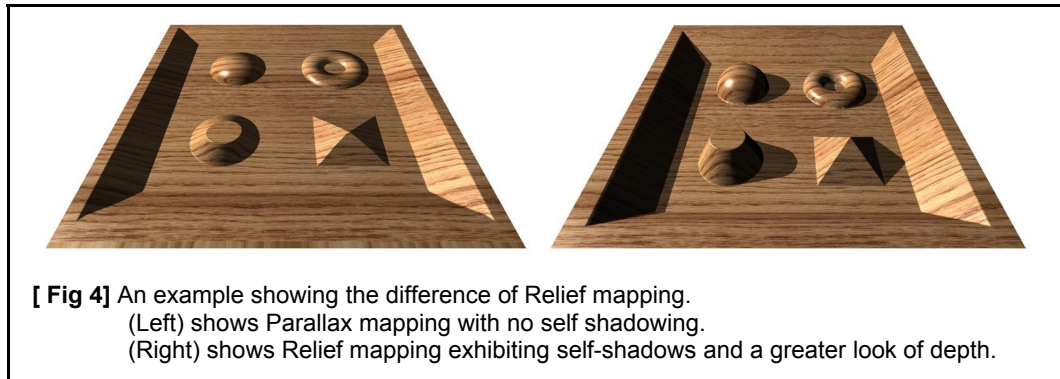 [ Fig 4] An example showing the difference of Relief mapping.
(Left) shows Parallax mapping with no self shadowing.
(Right) shows Relief mapping exhibiting self-shadows and a greater look of depth.